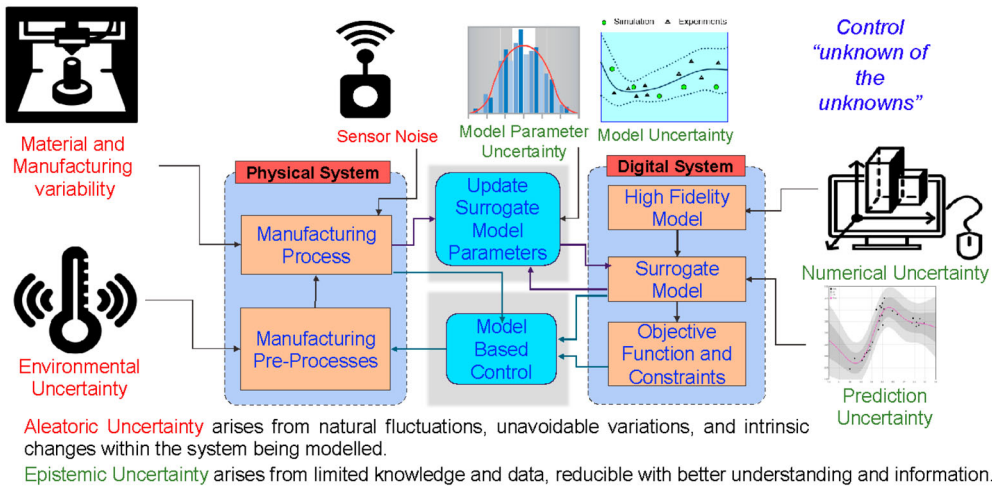 Simulation
Experiments
Control
“unknown of
the
unknowns”
Sensor Noise
Model Parameter
Uncertainty
Model Uncertainty
Material and
Manufacturing
variability
Physical System
Update
Surrogate
Model
Parameters
Digital System
High Fidelity
Model
Manufacturing
Process
Surrogate
Model
Numerical Uncertainty
Manufacturing
Pre-Processes
Model
Based
Control
Objective
Function and
Constraints
Environmental
Uncertainty
Prediction
Uncertainty
Aleatoric Uncertainty arises from natural fluctuations, unavoidable variations, and intrinsic
changes within the system being modelled.
Epistemic Uncertainty arises from limited knowledge and data, reducible with better understanding and information.